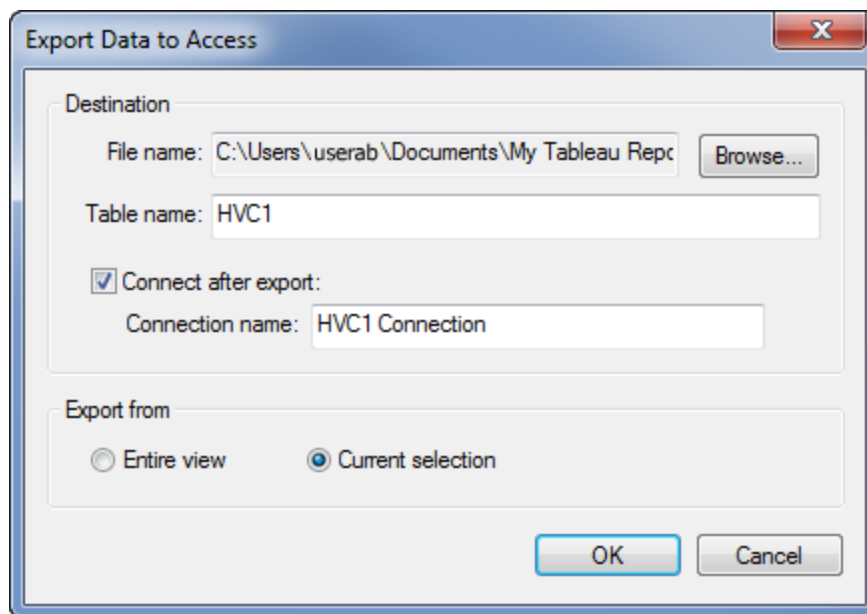 Export Data to Access
Destination
File name: C:\Users\userab\Documents\My Tableau Repo Browse...
Table name: HVC1
Connect after export:
Connection name: HVC1 Connection
Export from
Entire view Current selection
OK Cancel